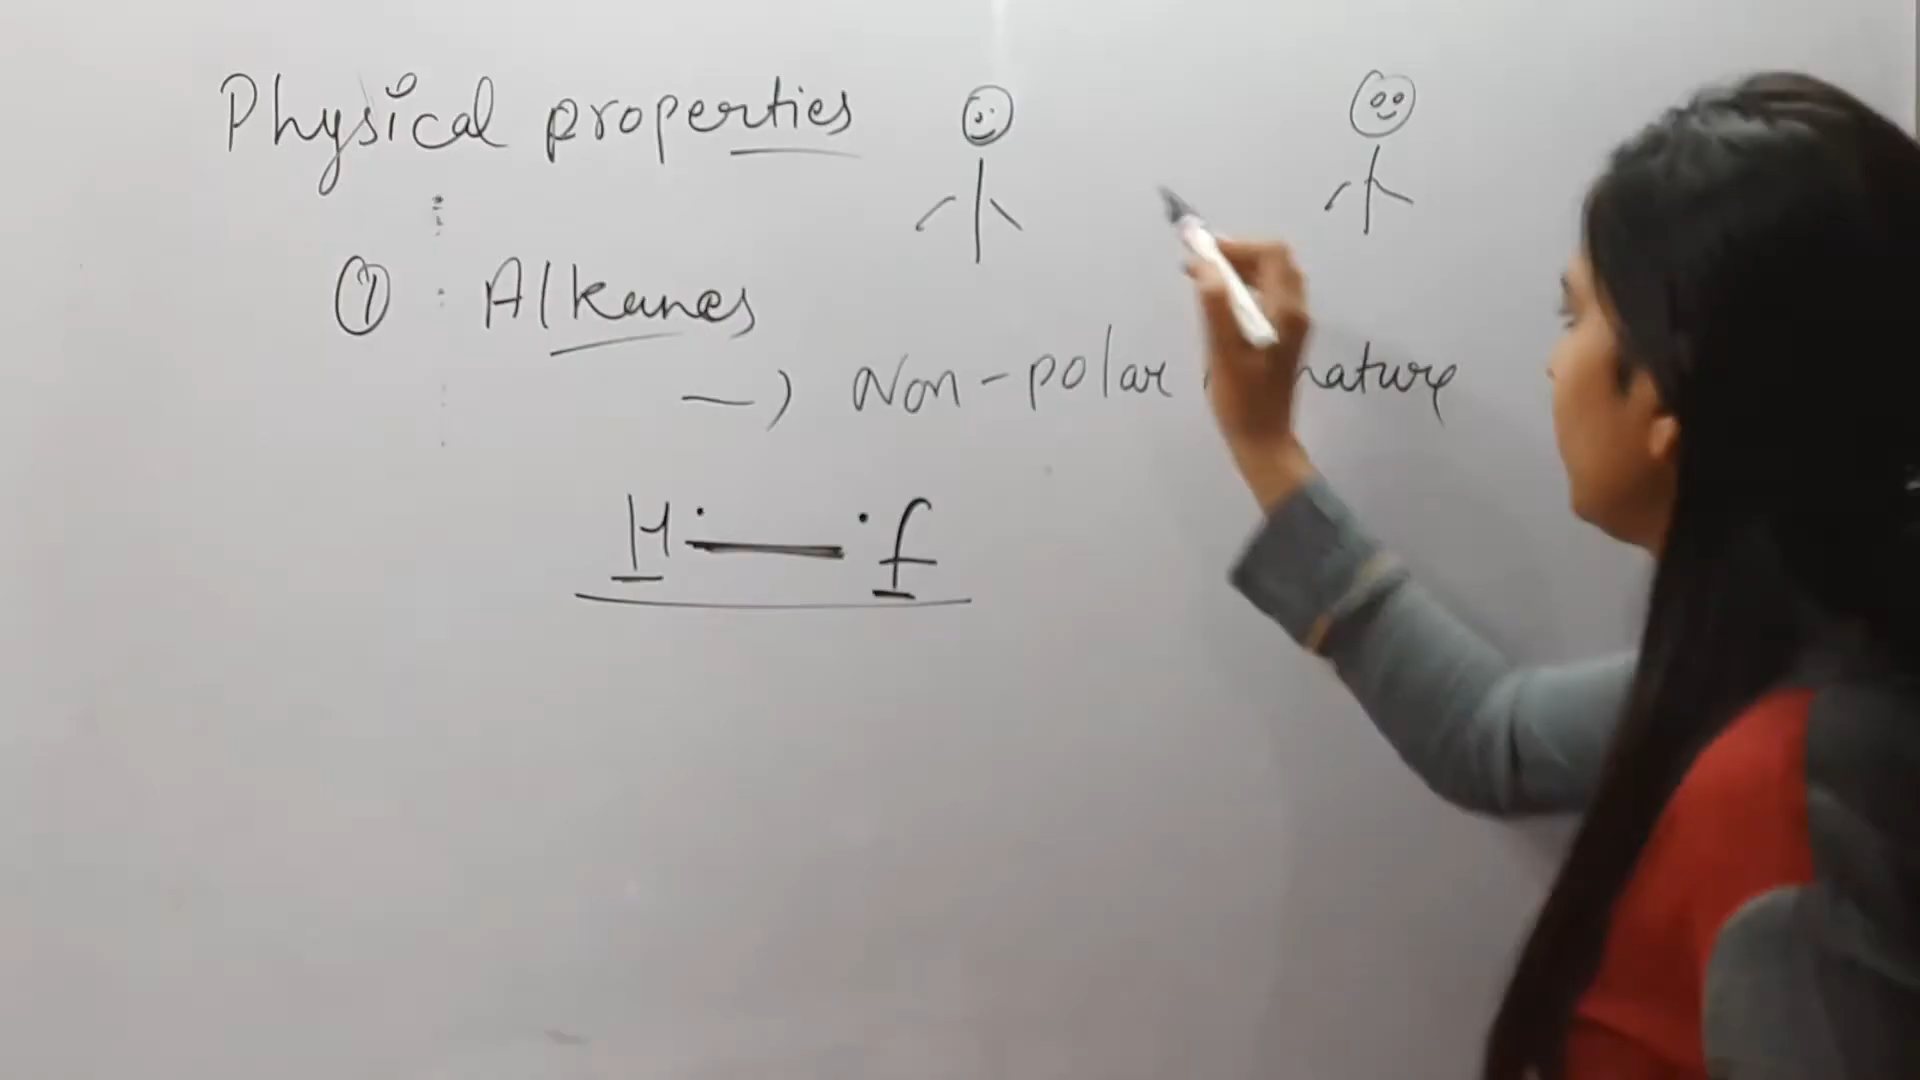 Physical properties
① : Alkanes
→ Non-polar nature
H· — ·f